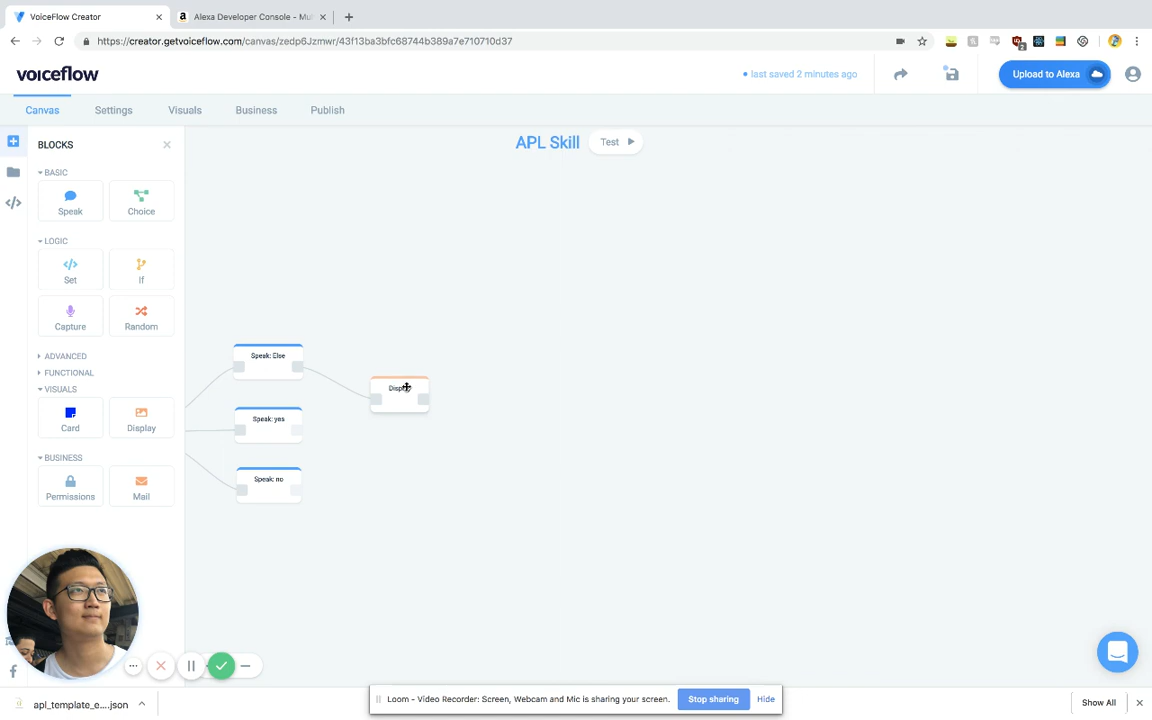 VoiceFlow Creator
Alexa Developer Console - Mul
https://creator.getvoiceflow.com/canvas/zedp6Jzmwr/43f13ba3bfc68744b389a7e710710d37
voiceflow
last saved 2 minutes ago
Upload to Alexa
Canvas
Settings
Visuals
Business
Publish
BLOCKS
APL Skill
Test
BASIC
Speak
Choice
LOGIC
Set
If
Capture
Random
ADVANCED
FUNCTIONAL
VISUALS
Card
Display
BUSINESS
Permissions
Mail
Speak: Else
Speak: yes
Speak: no
Display
Loom - Video Recorder: Screen, Webcam and Mic is sharing your screen.
Stop sharing
Hide
apl_template_e....json
Show All